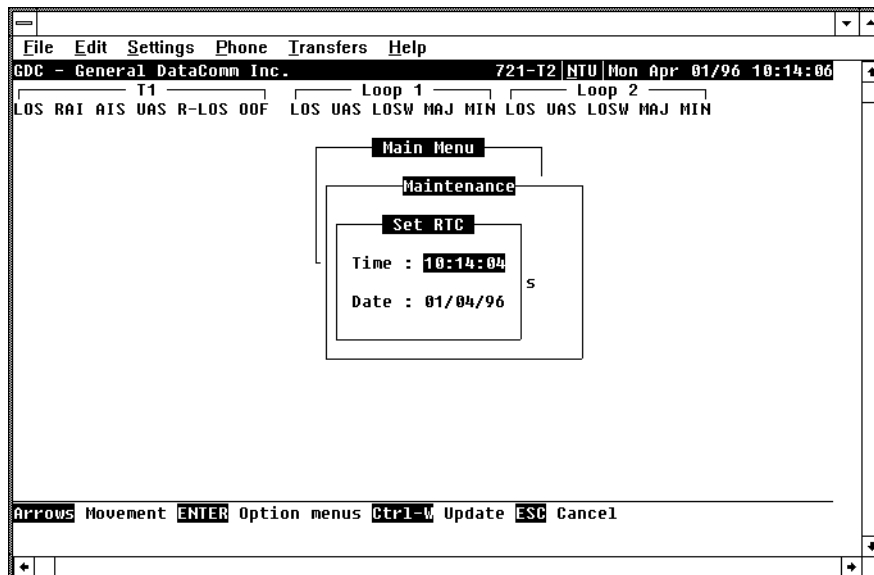 File Edit Settings Phone Transfers Help
GDC - General DataComm Inc. 721-T2 NTU Mon Apr 01/96 10:14:06
T1 Loop 1 Loop 2
LOS RAI AIS UAS R-LOS OOF LOS UAS LOSW MAJ MIN LOS UAS LOSW MAJ MIN
Main Menu
Maintenance
Set RTC
Time : 10:14:04
s
Date : 01/04/96
Arrows Movement ENTER Option menus Ctrl-W Update ESC Cancel